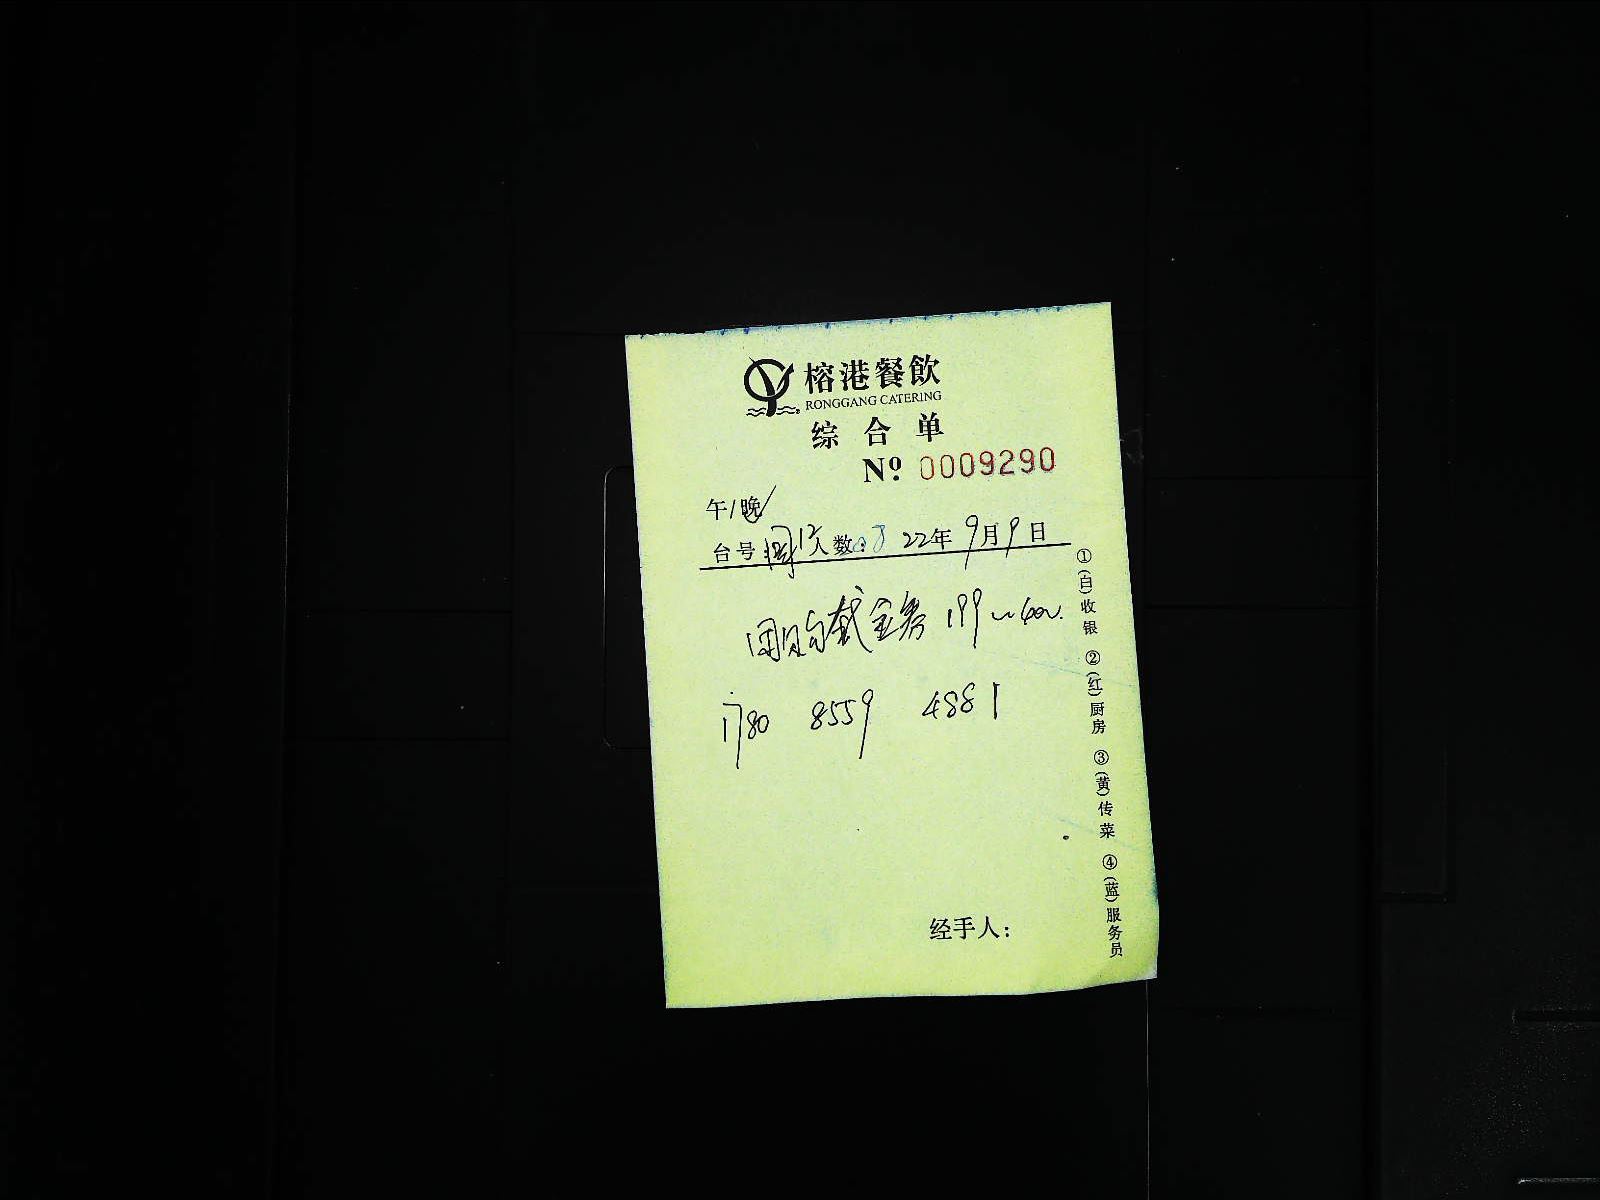 榕港餐飲
RONGGANG CATERING
综合单
Nº 0009290
午/晚
台号 12 人数: 22年9月9日
199
1780 8559 4881
经手人:
①(白)收银 ②(红)厨房 ③(黄)传菜 ④(蓝)服务员